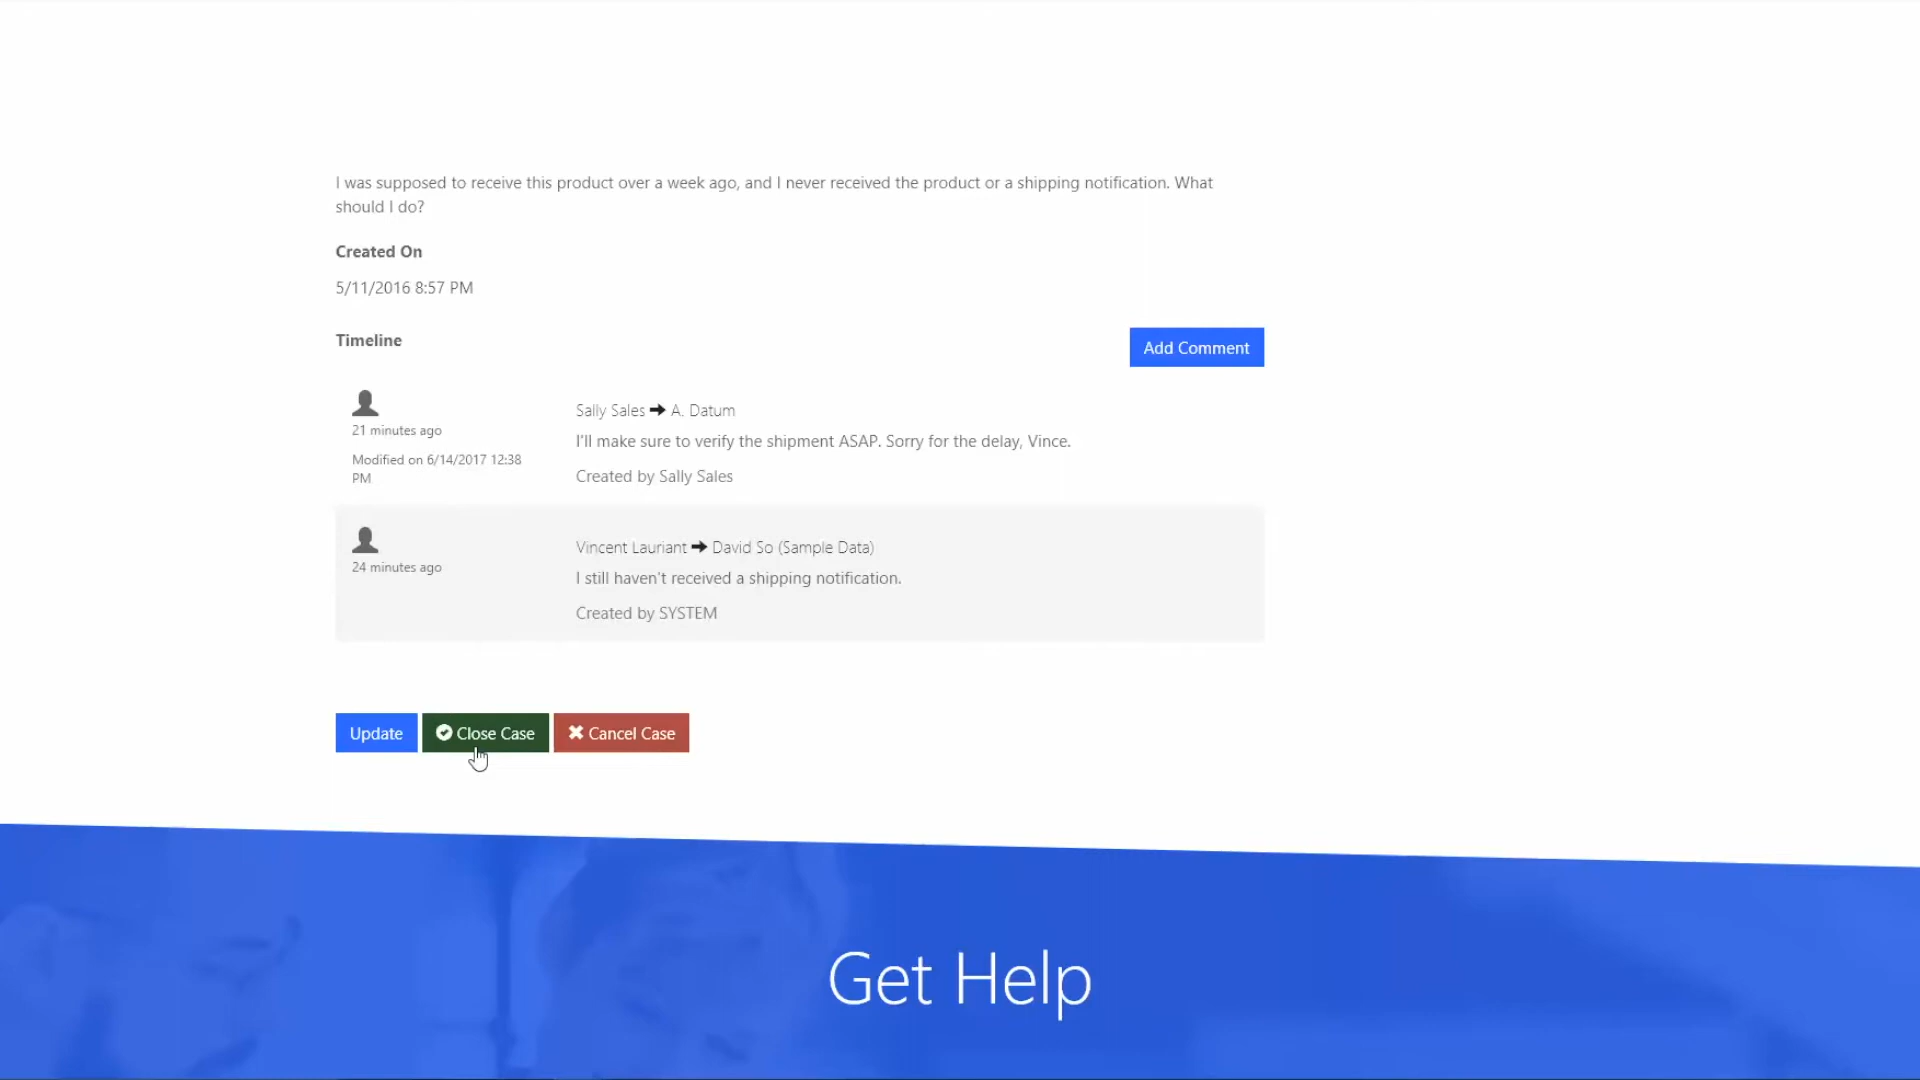 I was supposed to receive this product over a week ago, and I never received the product or a shipping notification. What
should I do?
Created On
5/11/2016 8:57 PM
Timeline
Add Comment
21 minutes ago
Modified on 6/14/2017 12:38
PM
Sally Sales ➔ A. Datum
I'll make sure to verify the shipment ASAP. Sorry for the delay, Vince.
Created by Sally Sales
24 minutes ago
Vincent Lauriant ➔ David So (Sample Data)
I still haven't received a shipping notification.
Created by SYSTEM
Update
Close Case
Cancel Case
Get Help